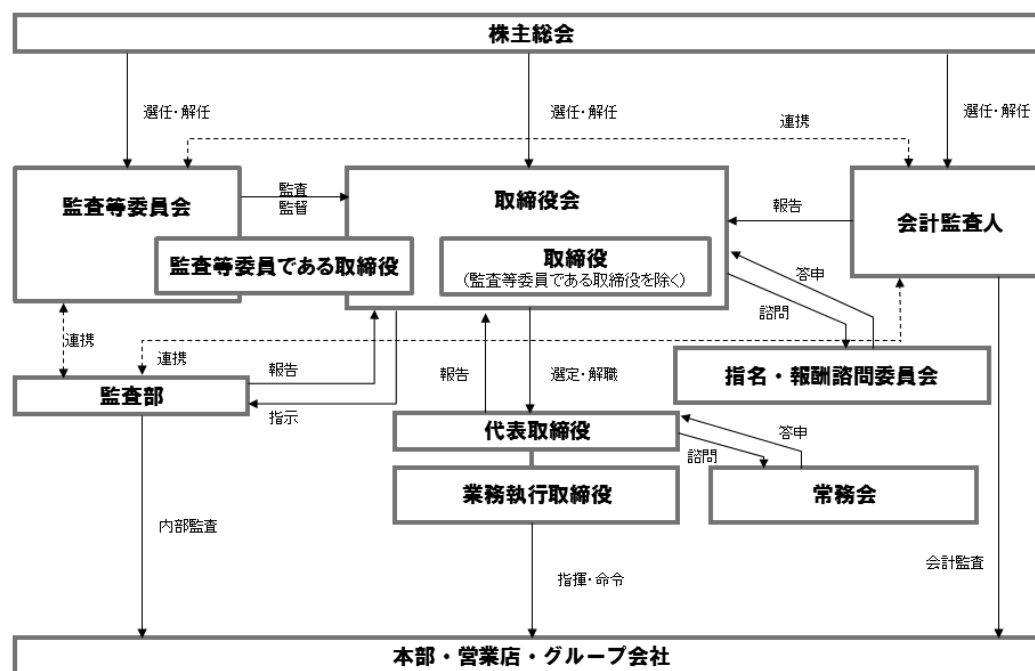 株主総会
選任・解任
選任・解任
選任・解任
連携
監査等委員会
監査
監督
取締役会
報告
会計監査人
監査等委員である取締役
取締役
(監査等委員である取締役を除く)
答申
諮問
連携
連携
報告
報告
選定・解職
指名・報酬諮問委員会
監査部
指示
代表取締役
答申
諮問
業務執行取締役
常務会
内部監査
会計監査
指揮・命令
本部・営業店・グループ会社